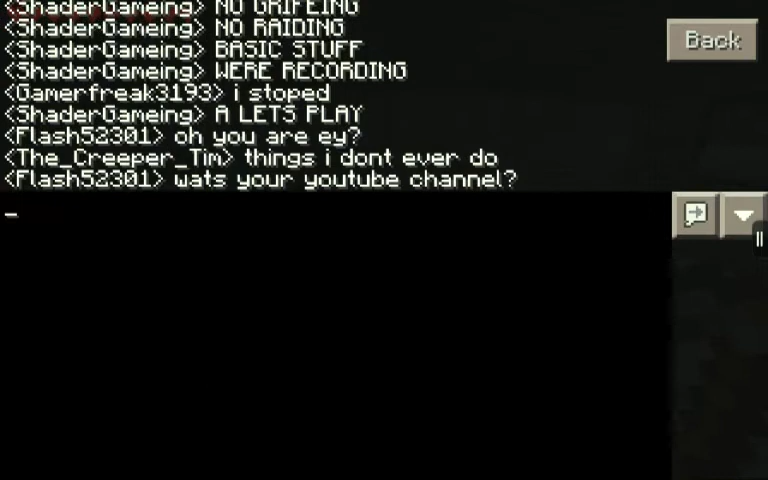 <ShaderGameing> NO GRIFEING
<ShaderGameing> NO RAIDING
<ShaderGameing> BASIC STUFF
<ShaderGameing> WERE RECORDING
<Gamerfreak3193> i stoped
<ShaderGameing> A LETS PLAY
<Flash52301> oh you are ey?
<The_Creeper_Tim> things i dont ever do
<Flash52301> wats your youtube channel?
Back